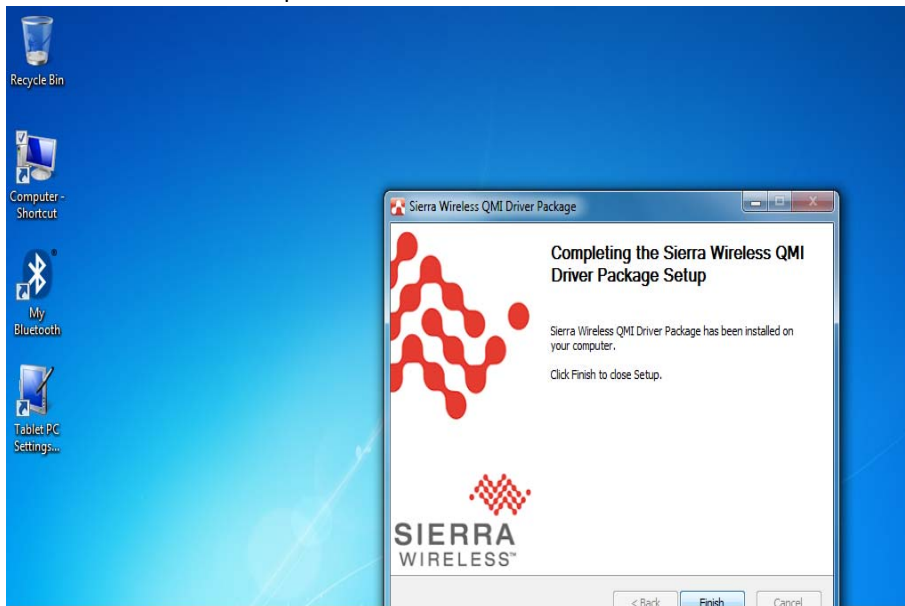 Recycle Bin
Computer -
Shortcut
My
Bluetooth
Tablet PC
Settings...
Sierra Wireless QMI Driver Package
Completing the Sierra Wireless QMI
Driver Package Setup
Sierra Wireless QMI Driver Package has been installed on
your computer.
Click Finish to close Setup.
SIERRA
WIRELESS™
< Back Finish Cancel